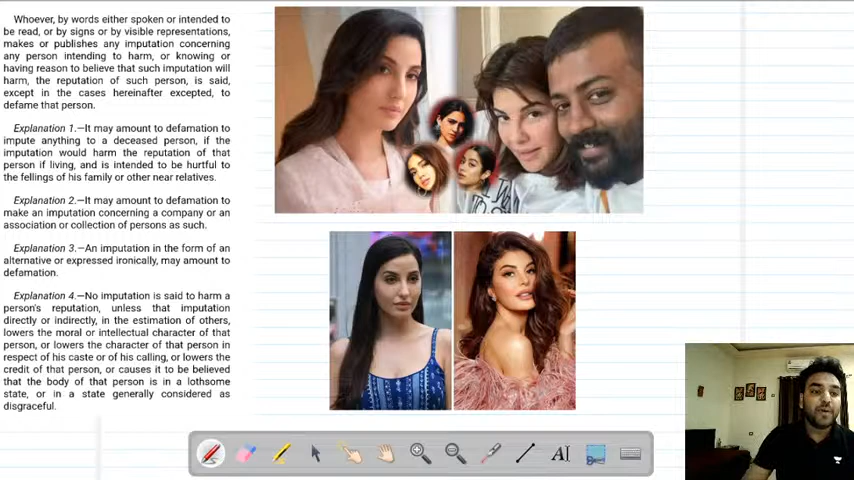 Whoever, by words either spoken or intended to
be read, or by signs or by visible representations,
makes or publishes any imputation concerning
any person intending to harm, or knowing or
having reason to believe that such imputation will
harm, the reputation of such person, is said,
except in the cases hereinafter excepted, to
defame that person.
Explanation 1.—It may amount to defamation to
impute anything to a deceased person, if the
imputation would harm the reputation of that
person if living, and is intended to be hurtful to
the fellings of his family or other near relatives.
Explanation 2.—It may amount to defamation to
make an imputation concerning a company or an
association or collection of persons as such.
Explanation 3.—An imputation in the form of an
alternative or expressed ironically, may amount to
defamation.
Explanation 4.—No imputation is said to harm a
person's reputation, unless that imputation
directly or indirectly, in the estimation of others,
lowers the moral or intellectual character of that
person, or lowers the character of that person in
respect of his caste or of his calling, or lowers the
credit of that person, or causes it to be believed
that the body of that person is in a lothsome
state, or in a state generally considered as
disgraceful.
AI